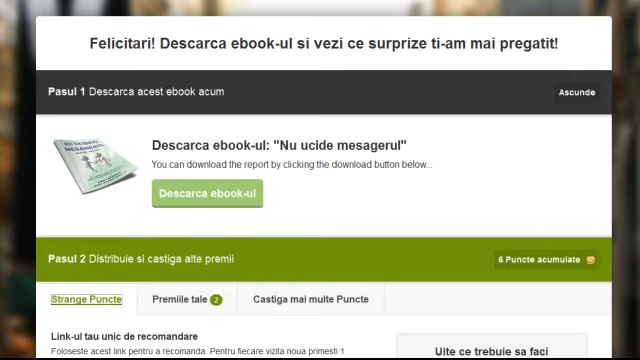 Felicitari! Descarca ebook-ul si vezi ce surprize ti-am mai pregatit!
Pasul 1 Descarca acest ebook acum
Ascunde
NU UCIDE
MESAGERUL
Descarca ebook-ul: "Nu ucide mesagerul"
You can download the report by clicking the download button below...
Descarca ebook-ul
Pasul 2 Distribuie si castiga alte premii
6 Puncte acumulate
Strange Puncte
Premiile tale 2
Castiga mai multe Puncte
Link-ul tau unic de recomandare
Foloseste acest link pentru a recomanda. Pentru fiecare vizita noua primesti 1
Uite ce trebuie sa faci